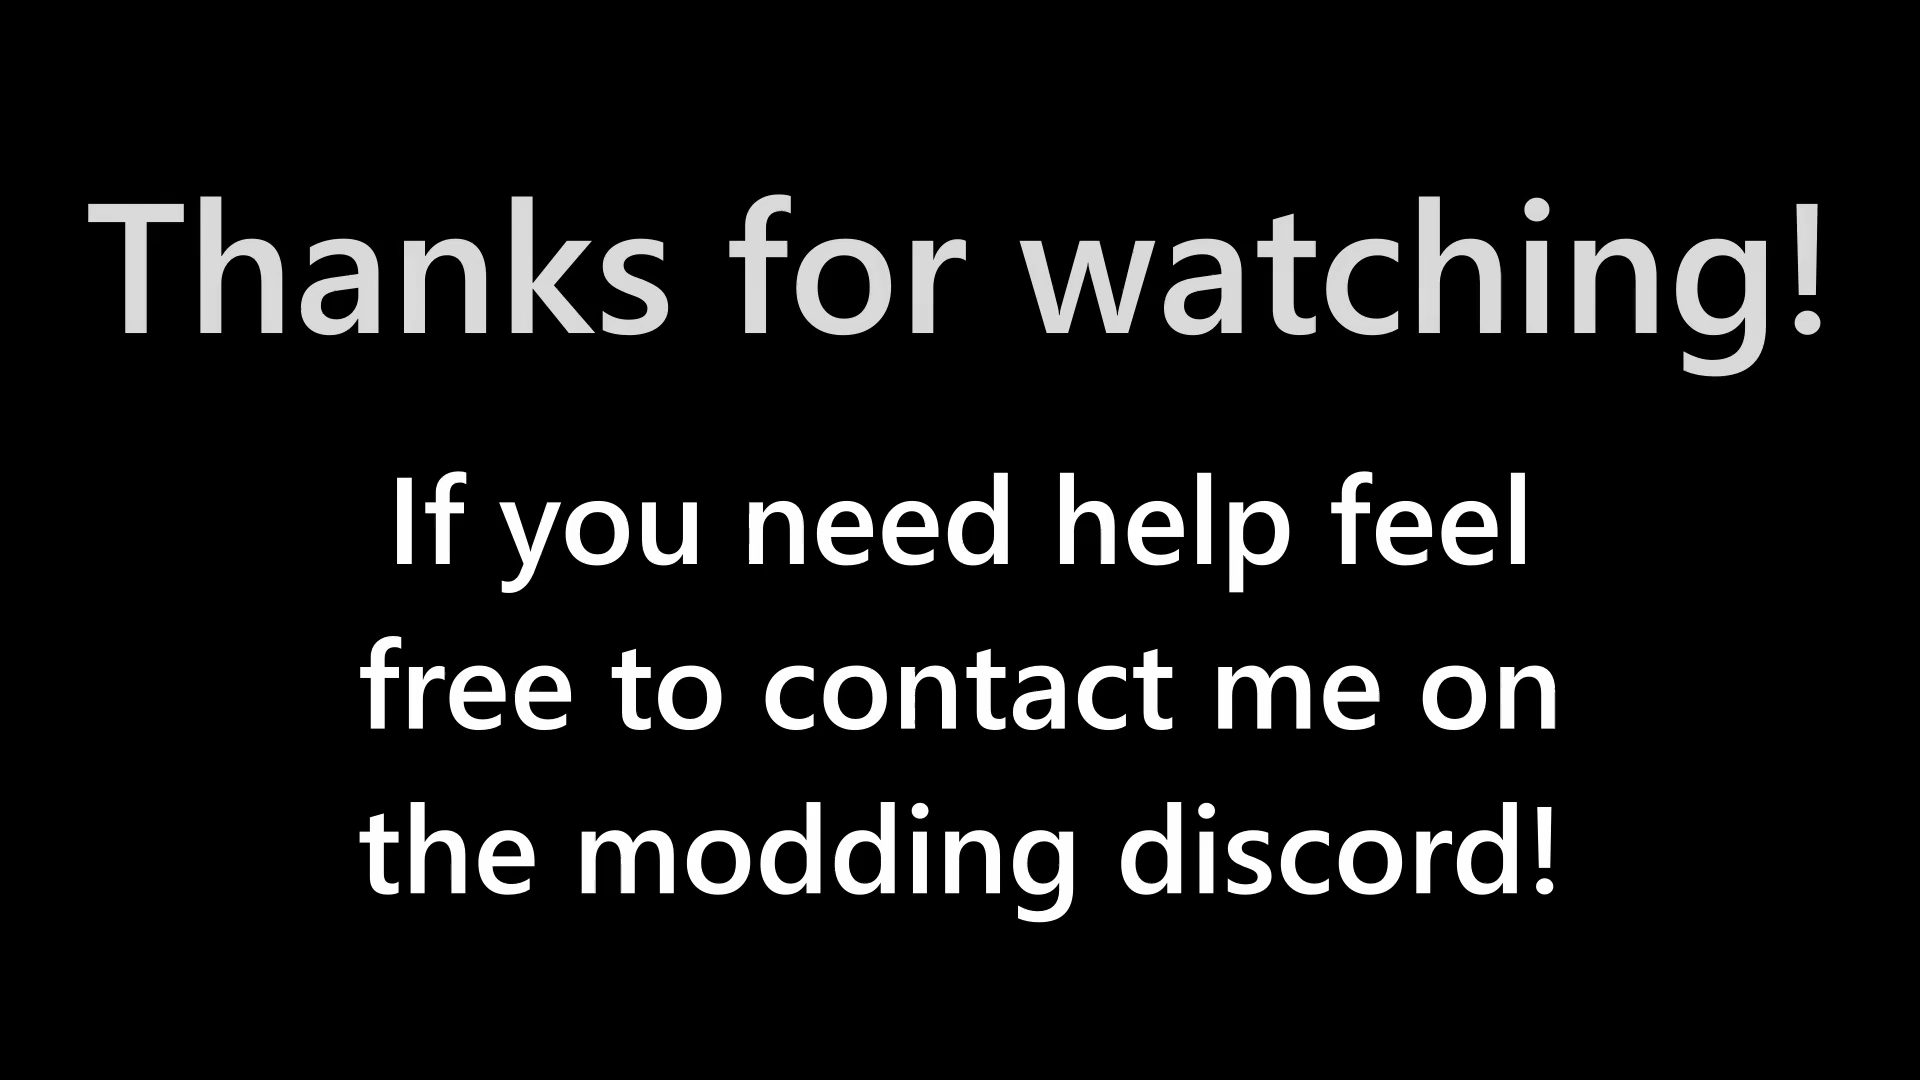 Thanks for watching!
If you need help feel
free to contact me on
the modding discord!